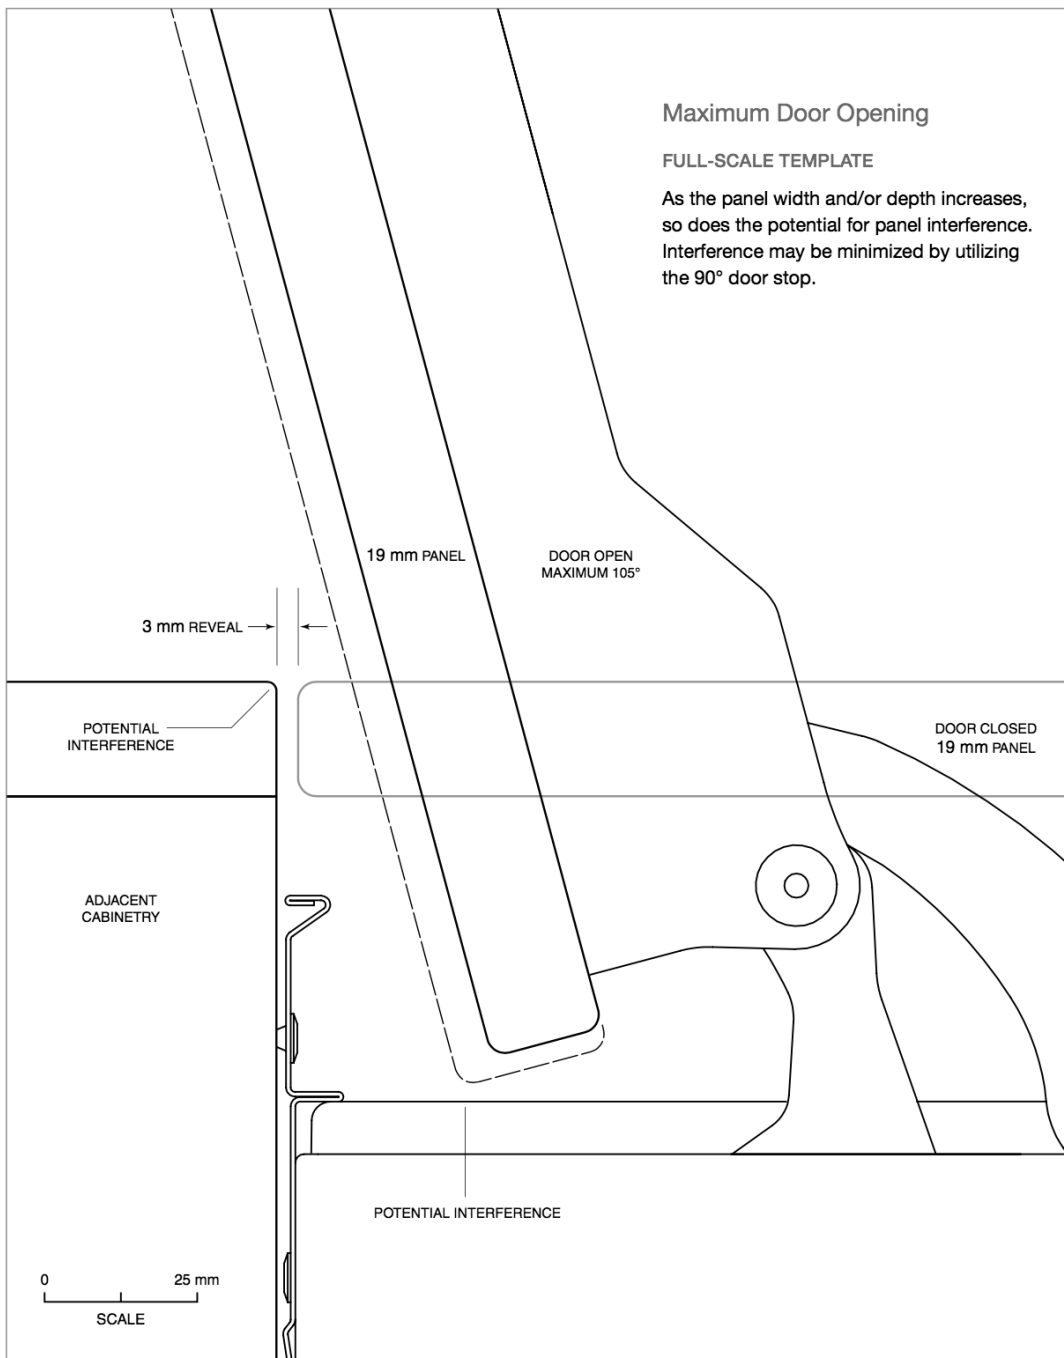 Maximum Door Opening
FULL-SCALE TEMPLATE
As the panel width and/or depth increases,
so does the potential for panel interference.
Interference may be minimized by utilizing
the 90° door stop.
19 mm PANEL
DOOR OPEN
MAXIMUM 105°
3 mm REVEAL
POTENTIAL
INTERFERENCE
DOOR CLOSED
19 mm PANEL
ADJACENT
CABINETRY
POTENTIAL INTERFERENCE
0
25 mm
SCALE